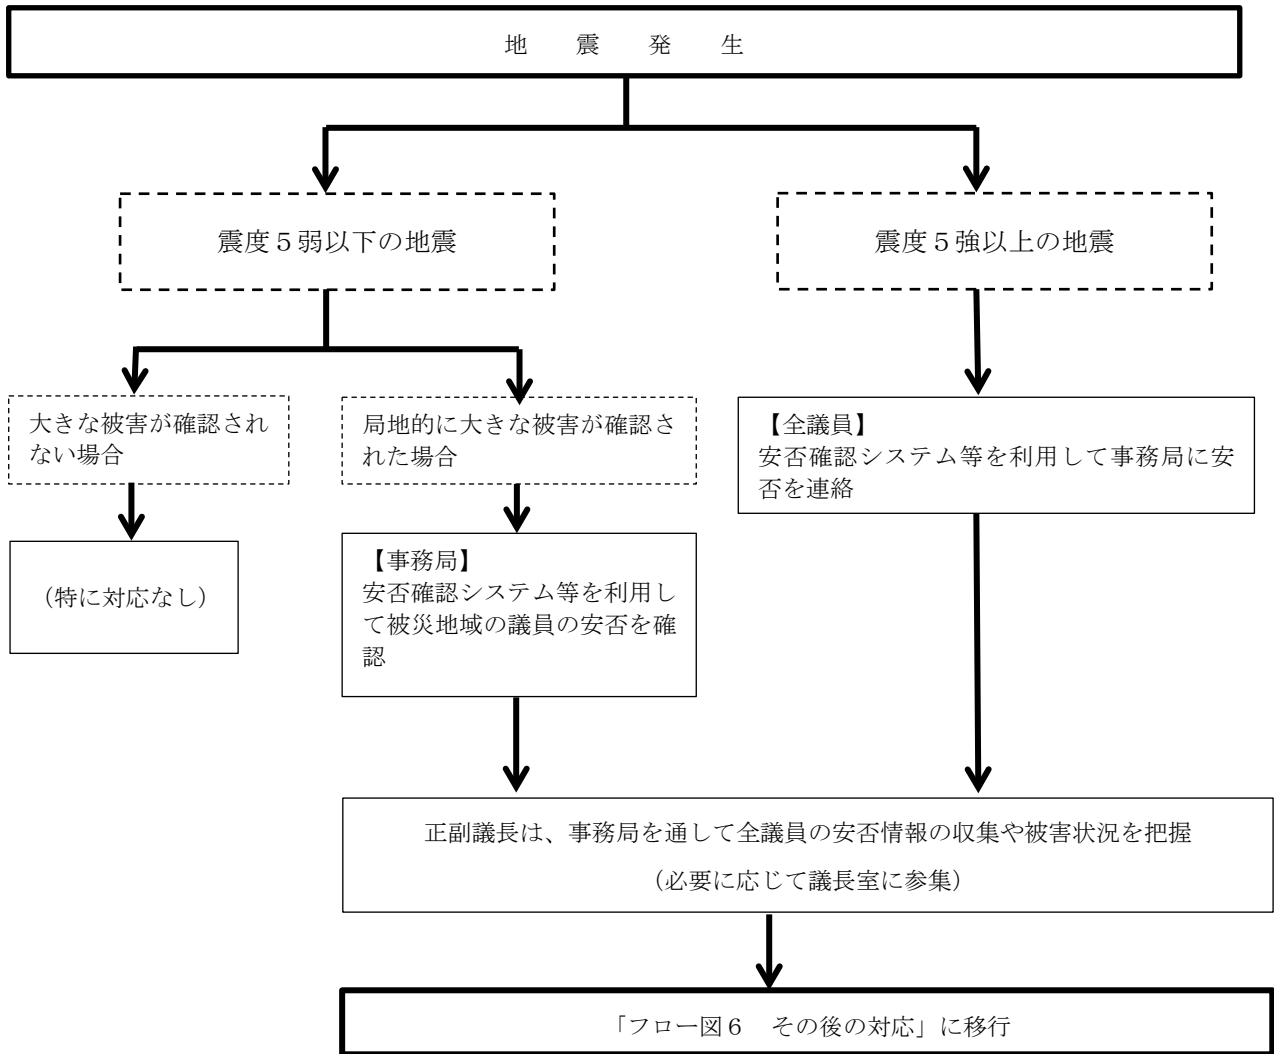 地　震　発　生
震度５弱以下の地震
震度５強以上の地震
大きな被害が確認され
ない場合
局地的に大きな被害が確認さ
れた場合
【全議員】
安否確認システム等を利用して事務局に安
否を連絡
（特に対応なし）
【事務局】
安否確認システム等を利用し
て被災地域の議員の安否を確
認
正副議長は、事務局を通して全議員の安否情報の収集や被害状況を把握
（必要に応じて議長室に参集）
「フロー図６　その後の対応」に移行